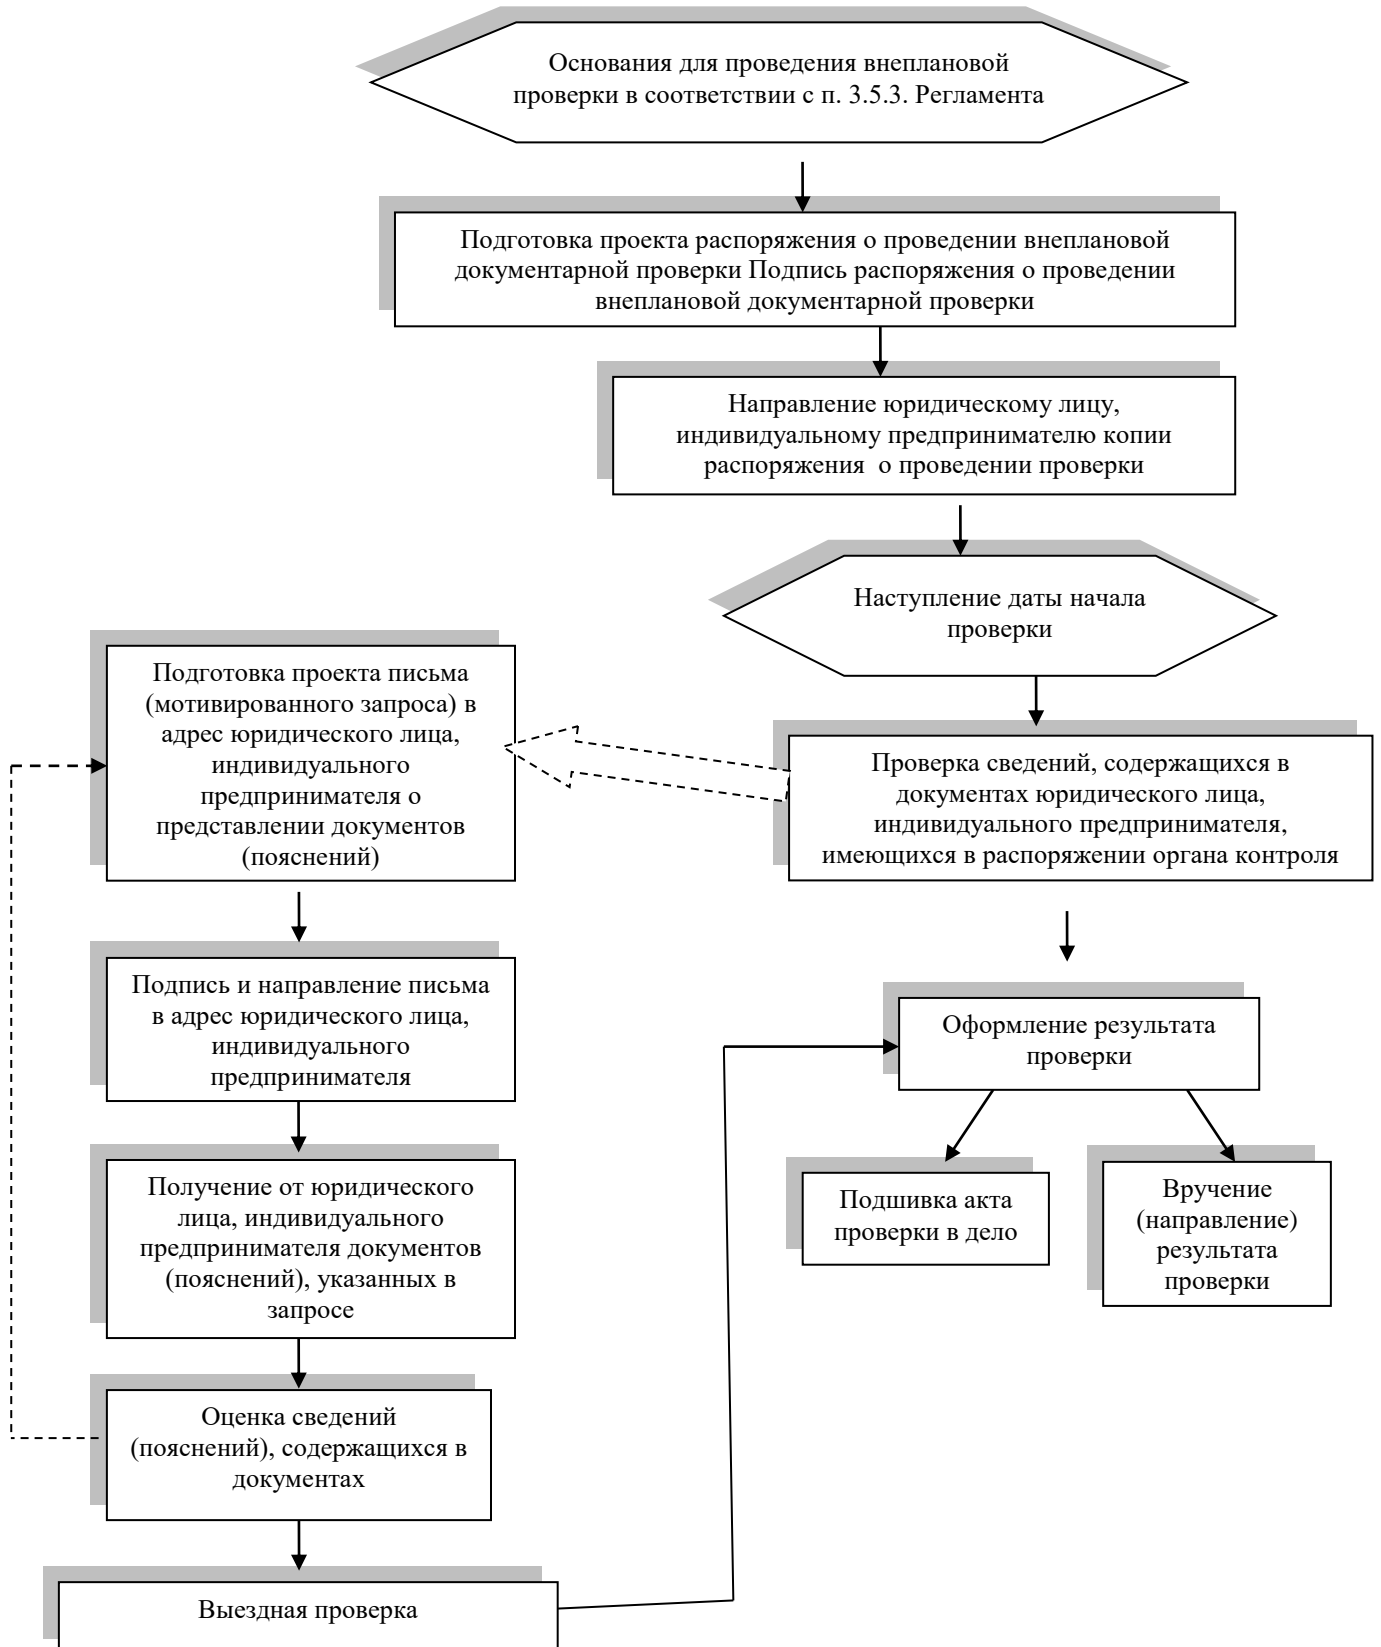 Основания для проведения внеплановой
проверки в соответствии с п. 3.5.3. Регламента
Подготовка проекта распоряжения о проведении внеплановой
документарной проверки Подпись распоряжения о проведении
внеплановой документарной проверки
Направление юридическому лицу,
индивидуальному предпринимателю копии
распоряжения  о проведении проверки
Наступление даты начала
проверки
Проверка сведений, содержащихся в
документах юридического лица,
индивидуального предпринимателя,
имеющихся в распоряжении органа контроля
Подготовка проекта письма
(мотивированного запроса) в
адрес юридического лица,
индивидуального
предпринимателя о
представлении документов
(пояснений)
Подпись и направление письма
в адрес юридического лица,
индивидуального
предпринимателя
Получение от юридического
лица, индивидуального
предпринимателя документов
(пояснений), указанных в
запросе
Оценка сведений
(пояснений), содержащихся в
документах
Выездная проверка
Оформление результата
проверки
Подшивка акта
проверки в дело
Вручение
(направление)
результата
проверки